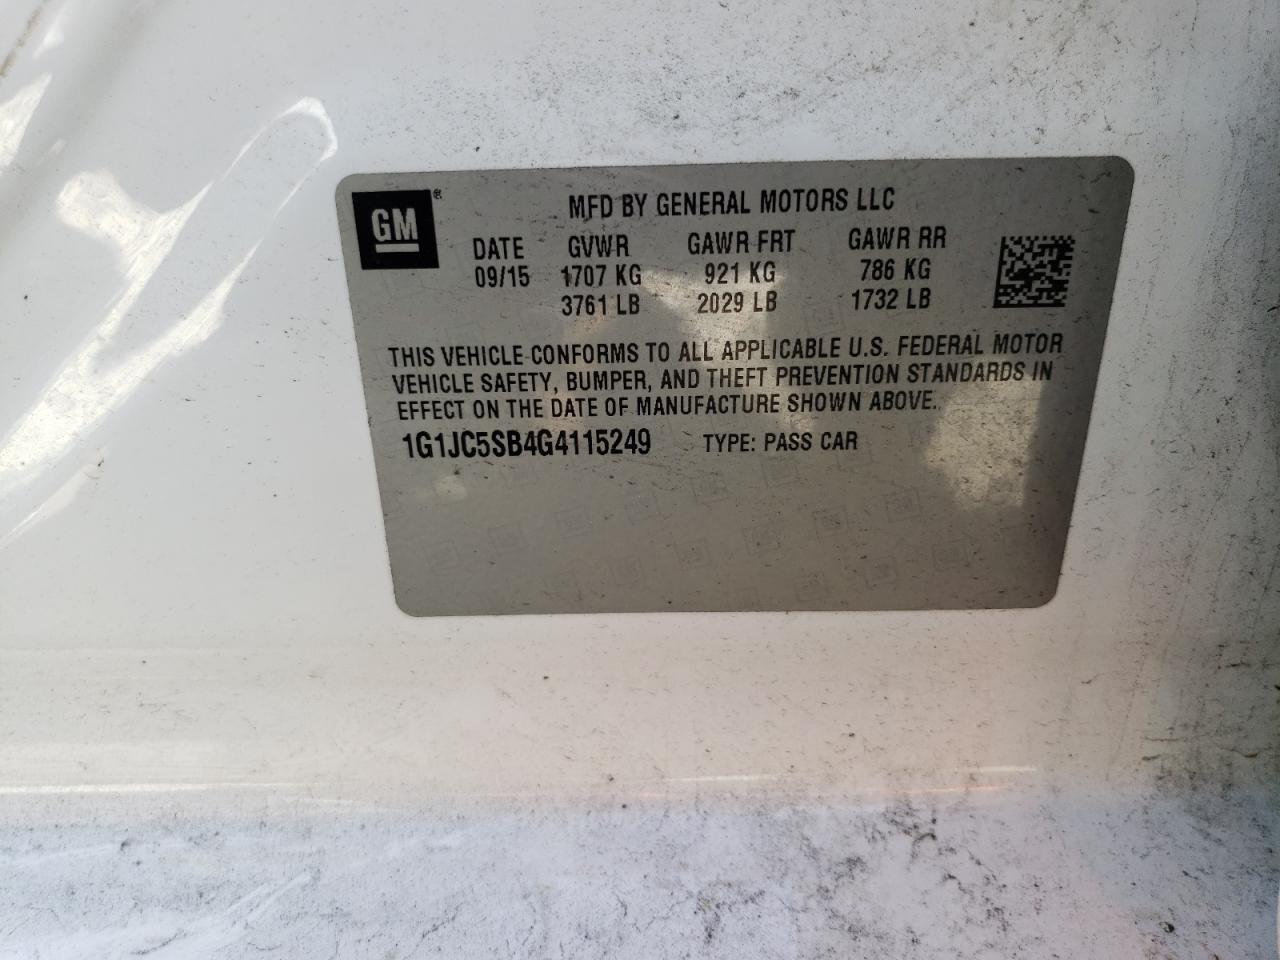 GM ®
MFD BY GENERAL MOTORS LLC
DATE GVWR GAWR FRT GAWR RR
09/15 1707 KG 921 KG 786 KG
3761 LB 2029 LB 1732 LB
THIS VEHICLE CONFORMS TO ALL APPLICABLE U.S. FEDERAL MOTOR
VEHICLE SAFETY, BUMPER, AND THEFT PREVENTION STANDARDS IN
EFFECT ON THE DATE OF MANUFACTURE SHOWN ABOVE.
1G1JC5SB4G4115249 TYPE: PASS CAR